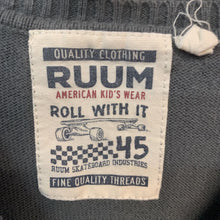 QUALITY CLOTHING
RUUM
AMERICAN KID'S WEAR
ROLL WITH IT
45
RUUM SKATEBOARD INDUSTRIES
FINE QUALITY THREADS